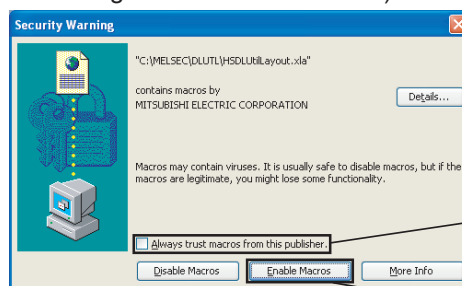 Security Warning
"C:\MELSEC\DLUTL\HSDLUtilLayout.xla"
contains macros by
MITSUBISHI ELECTRIC CORPORATION
Details...
Macros may contain viruses. It is usually safe to disable macros, but if the
macros are legitimate, you might lose some functionality.
Always trust macros from this publisher.
Disable Macros Enable Macros More Info